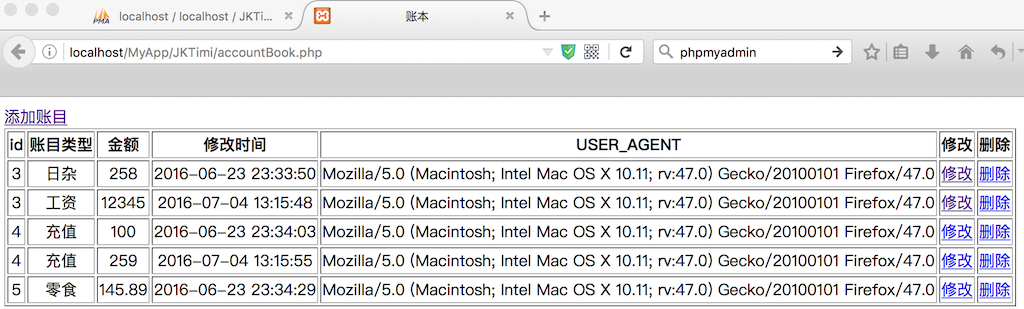 localhost / localhost / JKTi...
账本
localhost/MyApp/JKTimi/accountBook.php
phpmyadmin
添加账目
id 账目类型 金额 修改时间 USER_AGENT 修改 删除
3 日杂 258 2016-06-23 23:33:50 Mozilla/5.0 (Macintosh; Intel Mac OS X 10.11; rv:47.0) Gecko/20100101 Firefox/47.0 修改 删除
3 工资 12345 2016-07-04 13:15:48 Mozilla/5.0 (Macintosh; Intel Mac OS X 10.11; rv:47.0) Gecko/20100101 Firefox/47.0 修改 删除
4 充值 100 2016-06-23 23:34:03 Mozilla/5.0 (Macintosh; Intel Mac OS X 10.11; rv:47.0) Gecko/20100101 Firefox/47.0 修改 删除
4 充值 259 2016-07-04 13:15:55 Mozilla/5.0 (Macintosh; Intel Mac OS X 10.11; rv:47.0) Gecko/20100101 Firefox/47.0 修改 删除
5 零食 145.89 2016-06-23 23:34:29 Mozilla/5.0 (Macintosh; Intel Mac OS X 10.11; rv:47.0) Gecko/20100101 Firefox/47.0 修改 删除